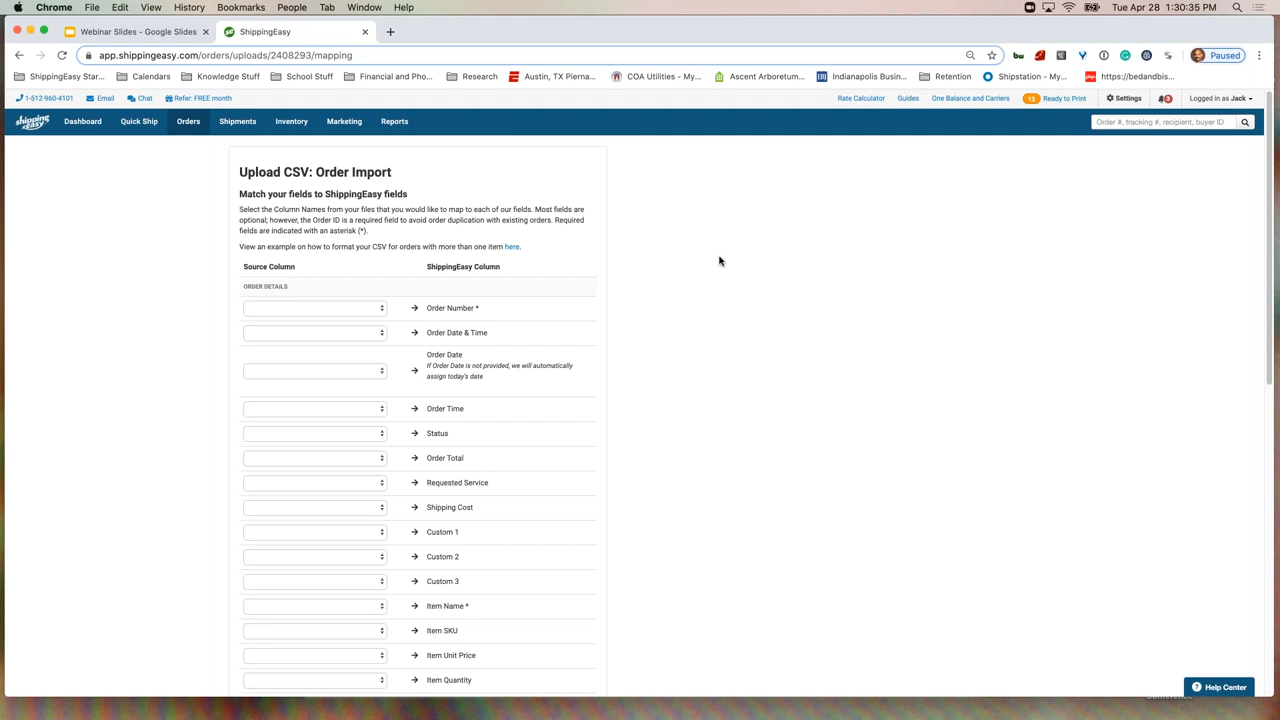 Chrome File Edit View History Bookmarks People Tab Window Help Tue Apr 28 1:30:35 PM
Webinar Slides - Google Slides ShippingEasy
app.shippingeasy.com/orders/uploads/2408293/mapping Paused
ShippingEasy Star... Calendars Knowledge Stuff School Stuff Financial and Pho... Research Austin, TX Pierna... COA Utilities - My... Ascent Arboretum... Indianapolis Busin... Retention Shipstation - My... https://bedandbis...
1-512-960-4101 Email Chat Refer: FREE month Rate Calculator Guides One Balance and Carriers 13 Ready to Print Settings 3 Logged in as Jack
shipping easy Dashboard Quick Ship Orders Shipments Inventory Marketing Reports Order #, tracking #, recipient, buyer ID
Upload CSV: Order Import
Match your fields to ShippingEasy fields
Select the Column Names from your files that you would like to map to each of our fields. Most fields are
optional; however, the Order ID is a required field to avoid order duplication with existing orders. Required
fields are indicated with an asterisk (*).
View an example on how to format your CSV for orders with more than one item here.
Source Column ShippingEasy Column
ORDER DETAILS
Order Number *
Order Date & Time
Order Date
If Order Date is not provided, we will automatically
assign today's date
Order Time
Status
Order Total
Requested Service
Shipping Cost
Custom 1
Custom 2
Custom 3
Item Name *
Item SKU
Item Unit Price
Item Quantity
Help Center